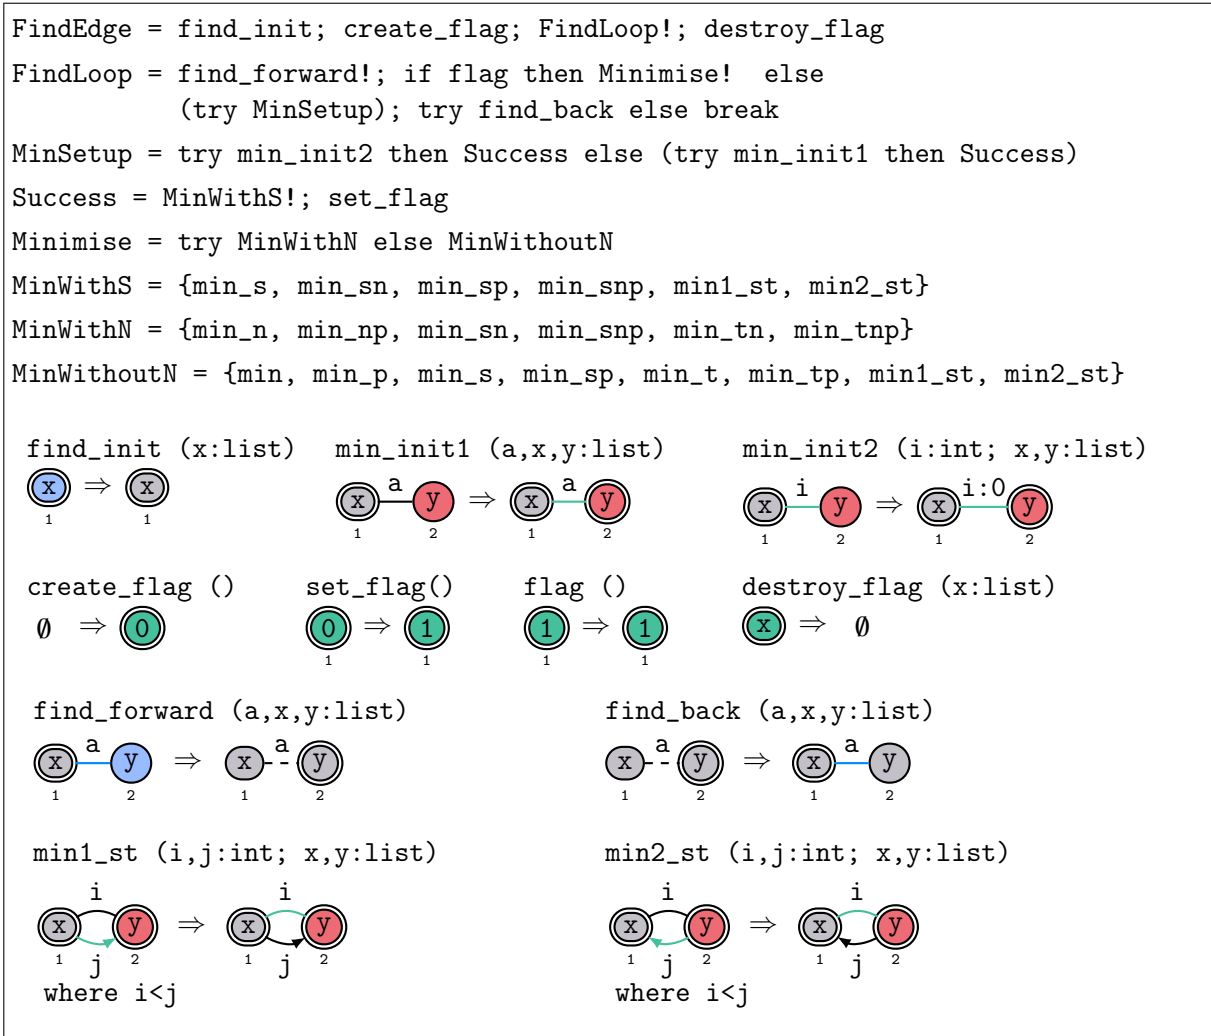 FindEdge = find_init; create_flag; FindLoop!; destroy_flag
FindLoop = find_forward!; if flag then Minimise! else
(try MinSetup); try find_back else break
MinSetup = try min_init2 then Success else (try min_init1 then Success)
Success = MinWithS!; set_flag
Minimise = try MinWithN else MinWithoutN
MinWithS = {min_s, min_sn, min_sp, min_snp, min1_st, min2_st}
MinWithN = {min_n, min_np, min_sn, min_snp, min_tn, min_tnp}
MinWithoutN = {min, min_p, min_s, min_sp, min_t, min_tp, min1_st, min2_st}
find_init (x:list) min_init1 (a,x,y:list) min_init2 (i:int; x,y:list)
x ⇒ x x a y ⇒ x a y x i y ⇒ x i:0 y
1 1 1 2 1 2 1 2 1 2
create_flag () set_flag() flag () destroy_flag (x:list)
∅ ⇒ 0 0 ⇒ 1 1 ⇒ 1 x ⇒ ∅
1 1 1 1
find_forward (a,x,y:list) find_back (a,x,y:list)
x a y ⇒ x a y x a y ⇒ x a y
1 2 1 2 1 2 1 2
min1_st (i,j:int; x,y:list) min2_st (i,j:int; x,y:list)
i i i i
x y ⇒ x y x y ⇒ x y
1 j 2 1 j 2 1 j 2 1 j 2
where i<j where i<j